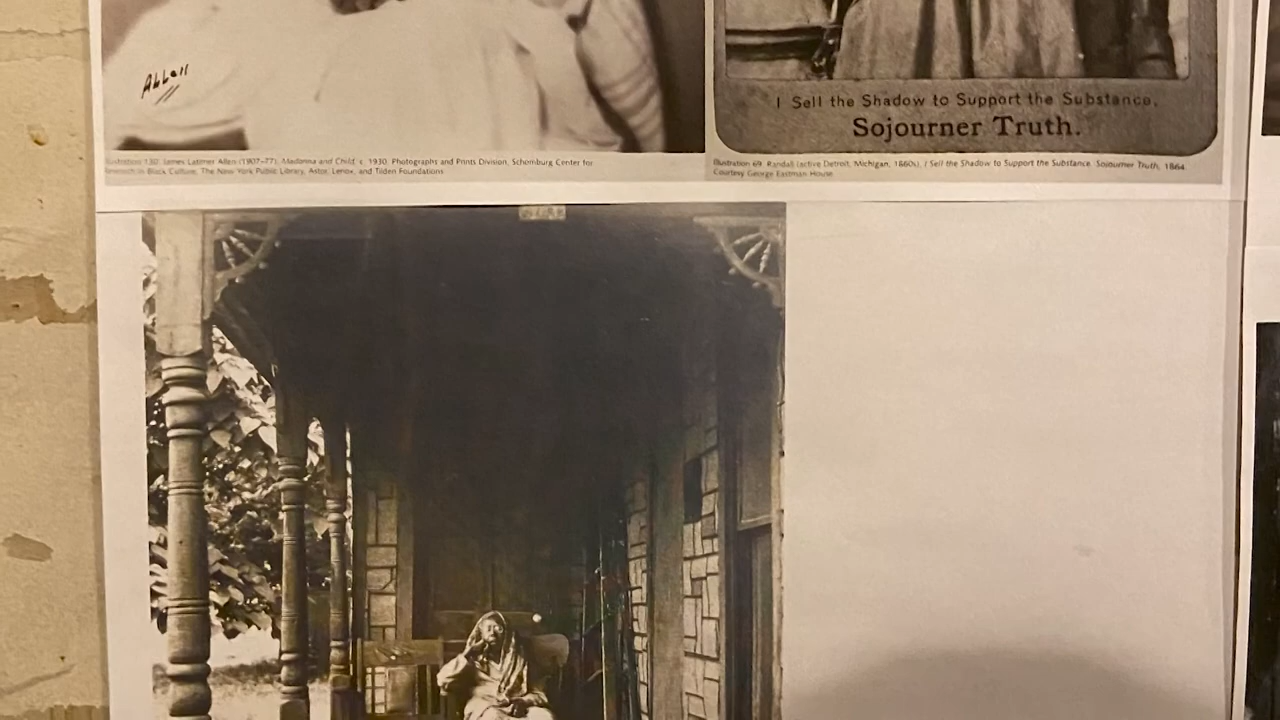 Allen
I Sell the Shadow to Support the Substance.
Sojourner Truth.
Illustration 130. James Latimer Allen (1907–77), Madonna and Child, c. 1930. Photographs and Prints Division, Schomburg Center for
Research in Black Culture, The New York Public Library, Astor, Lenox, and Tilden Foundations
Illustration 69. Randall (active Detroit, Michigan, 1860s), I Sell the Shadow to Support the Substance. Sojourner Truth, 1864.
Courtesy George Eastman House